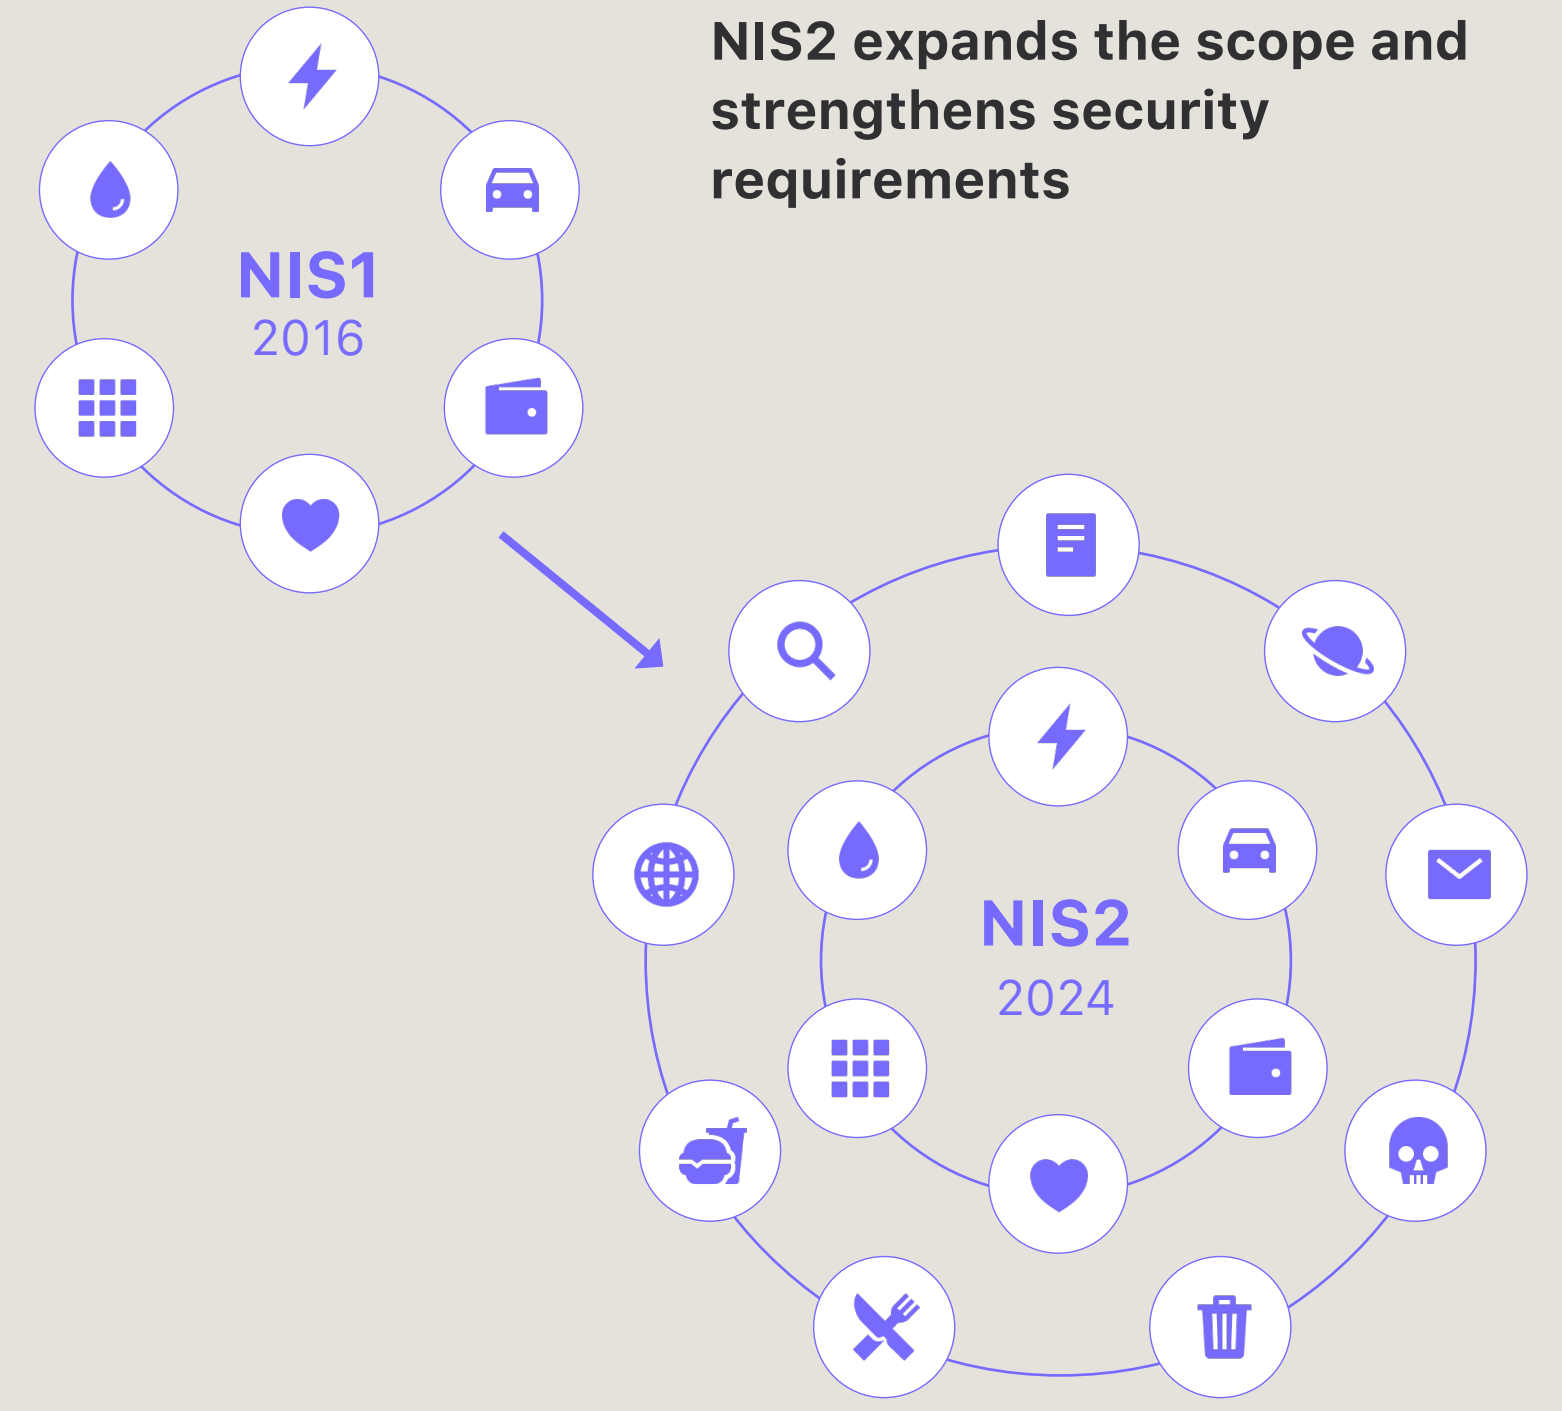 NIS2 expands the scope and
strengthens security
requirements
NIS1
2016
NIS2
2024